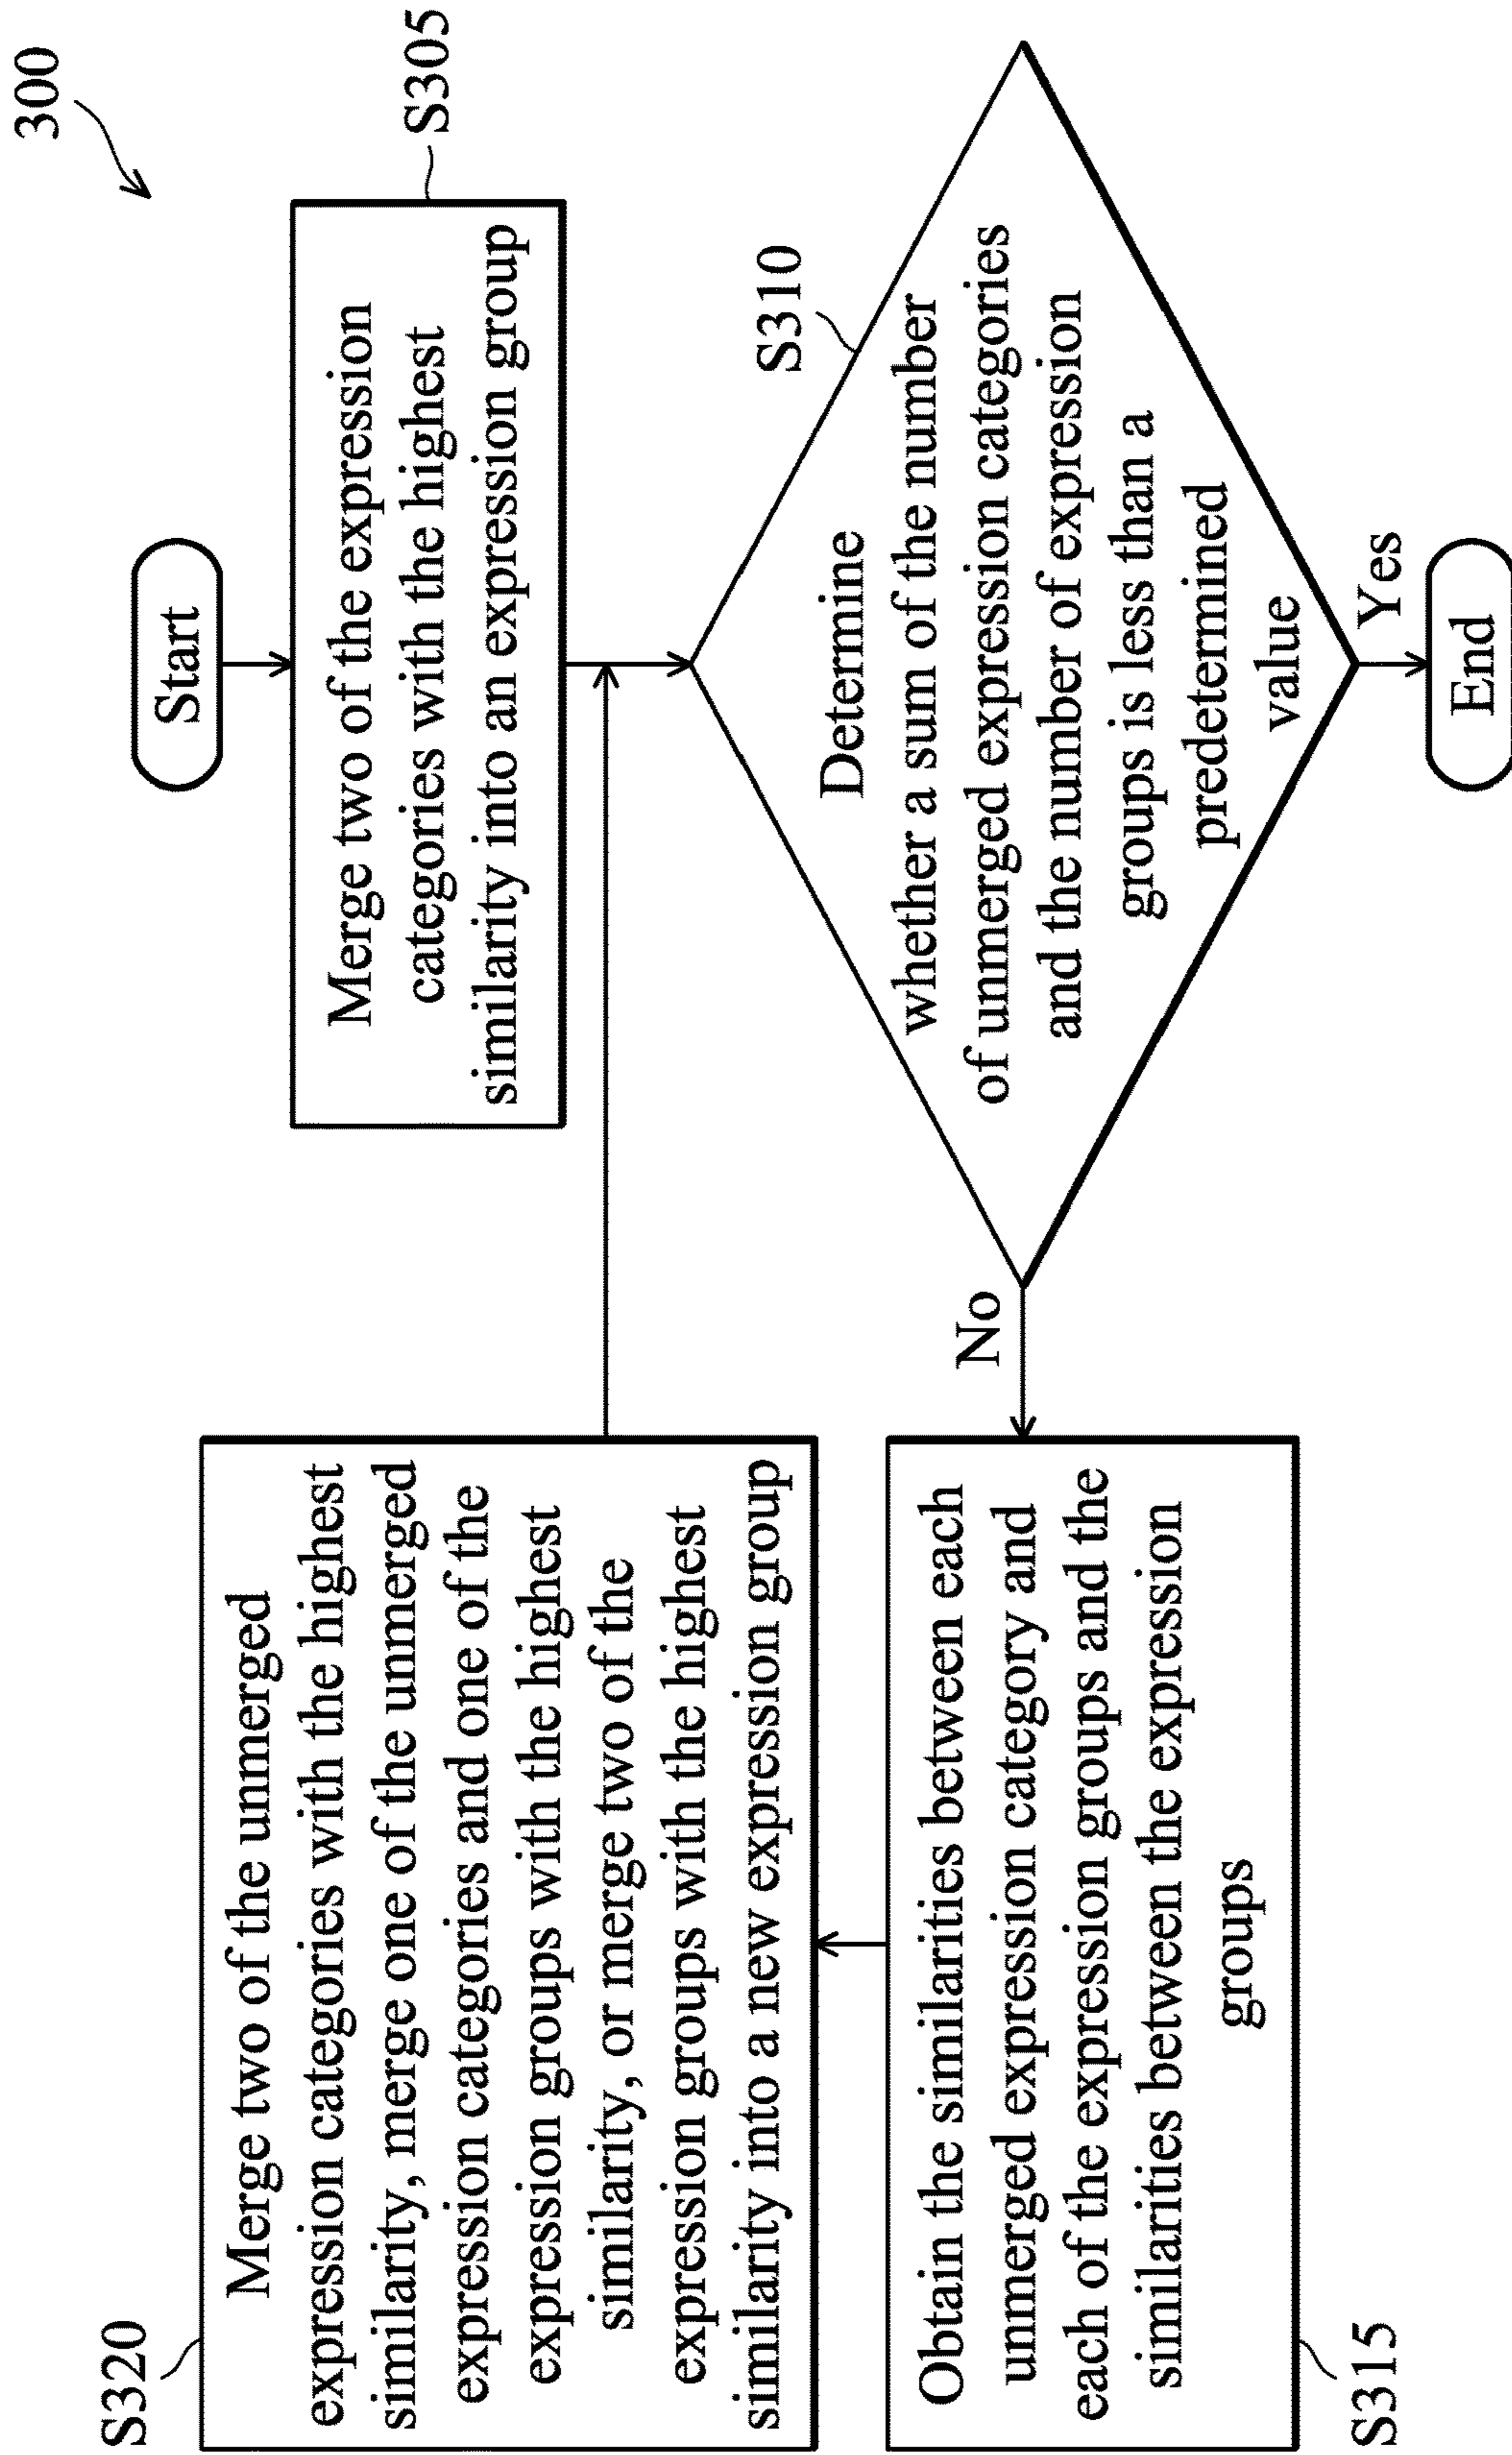 300
Start
Merge two of the expression
categories with the highest
similarity into an expression group
S305
S310
Determine
whether a sum of the number
of unmerged expression categories
and the number of expression
groups is less than a
predetermined
value
Yes
End
No
Obtain the similarities between each
unmerged expression category and
each of the expression groups and the
similarities between the expression
groups
S315
S320
Merge two of the unmerged
expression categories with the highest
similarity, merge one of the unmerged
expression categories and one of the
expression groups with the highest
similarity, or merge two of the
expression groups with the highest
similarity into a new expression group